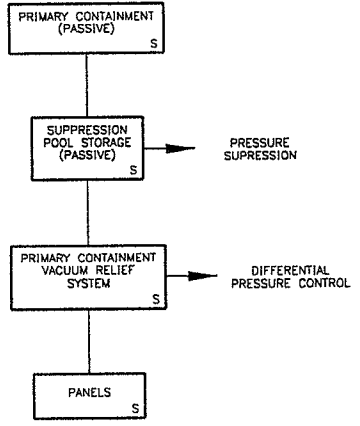 PRIMARY CONTAINMENT
(PASSIVE)
S
SUPPRESSION
POOL STORAGE
(PASSIVE)
S
PRESSURE
SUPRESSION
PRIMARY CONTAINMENT
VACUUM RELIEF
SYSTEM
S
DIFFERENTIAL
PRESSURE CONTROL
PANELS
S